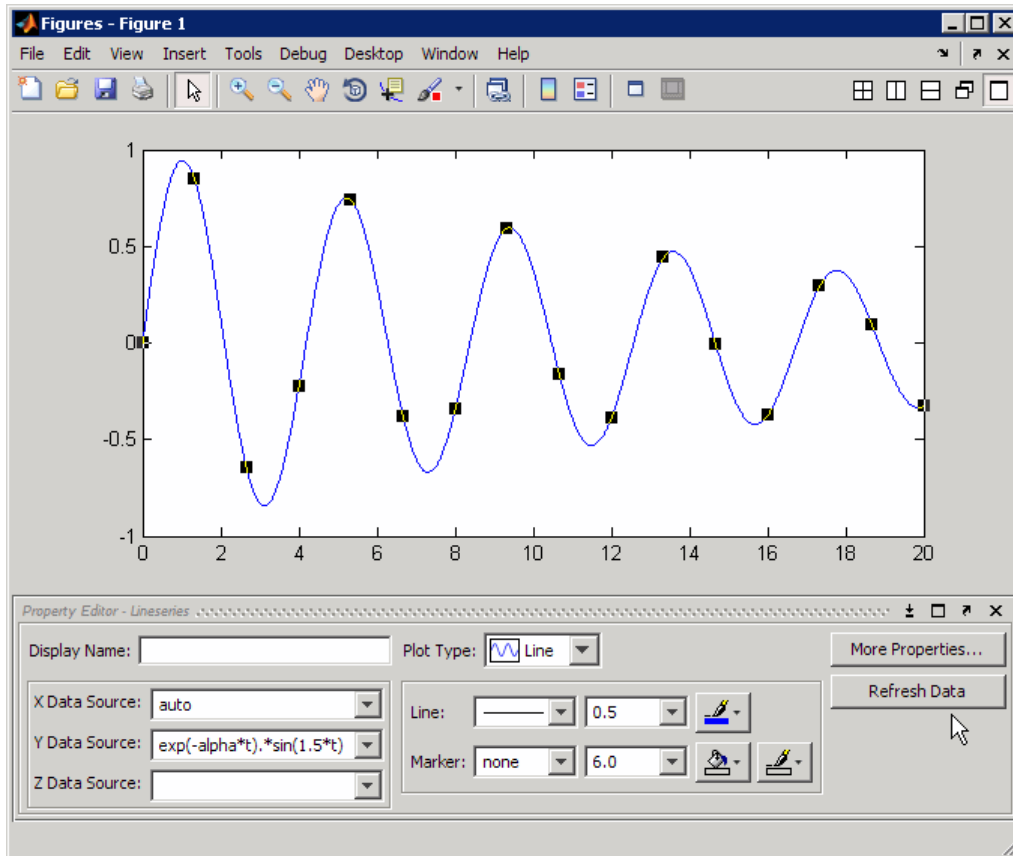 Figures - Figure 1
File Edit View Insert Tools Debug Desktop Window Help
1
0.5
0
-0.5
-1
0 2 4 6 8 10 12 14 16 18 20
Property Editor - Lineseries
Display Name: Plot Type: Line More Properties...
Refresh Data
X Data Source: auto
Y Data Source: exp(-alpha*t).*sin(1.5*t)
Z Data Source:
Line: 0.5
Marker: none 6.0